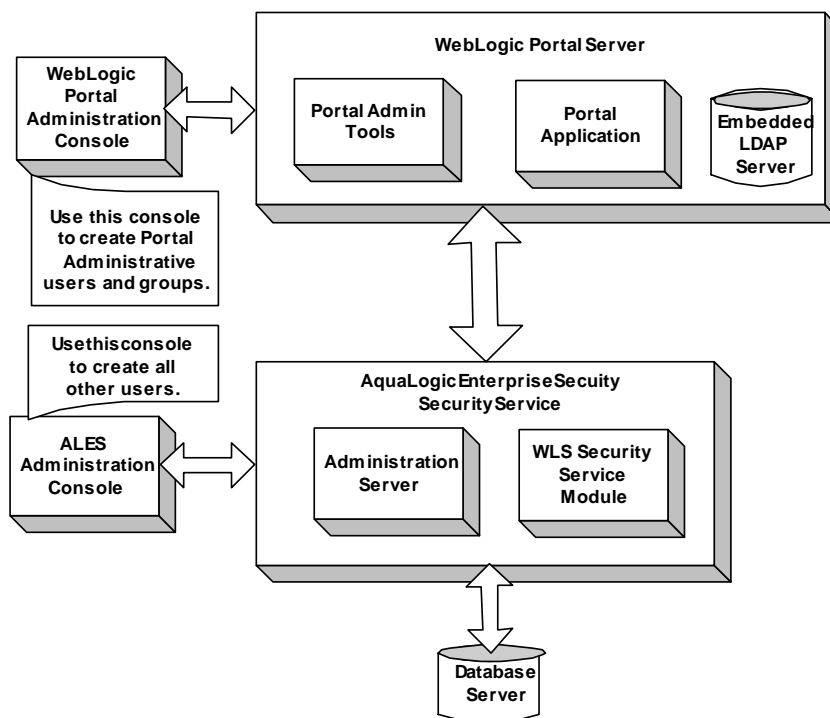 WebLogic Portal Server
WebLogic
Portal
Administration
Console
Portal Admin
Tools
Portal
Application
Embedded
LDAP
Server
Use this console
to create Portal
Administrative
users and groups.
Usethisconsole
to create all
other users.
AquaLogicEnterpriseSecuity
SecurityService
ALES
Administration
Console
Administration
Server
WLS Security
Service
Module
Database
Server